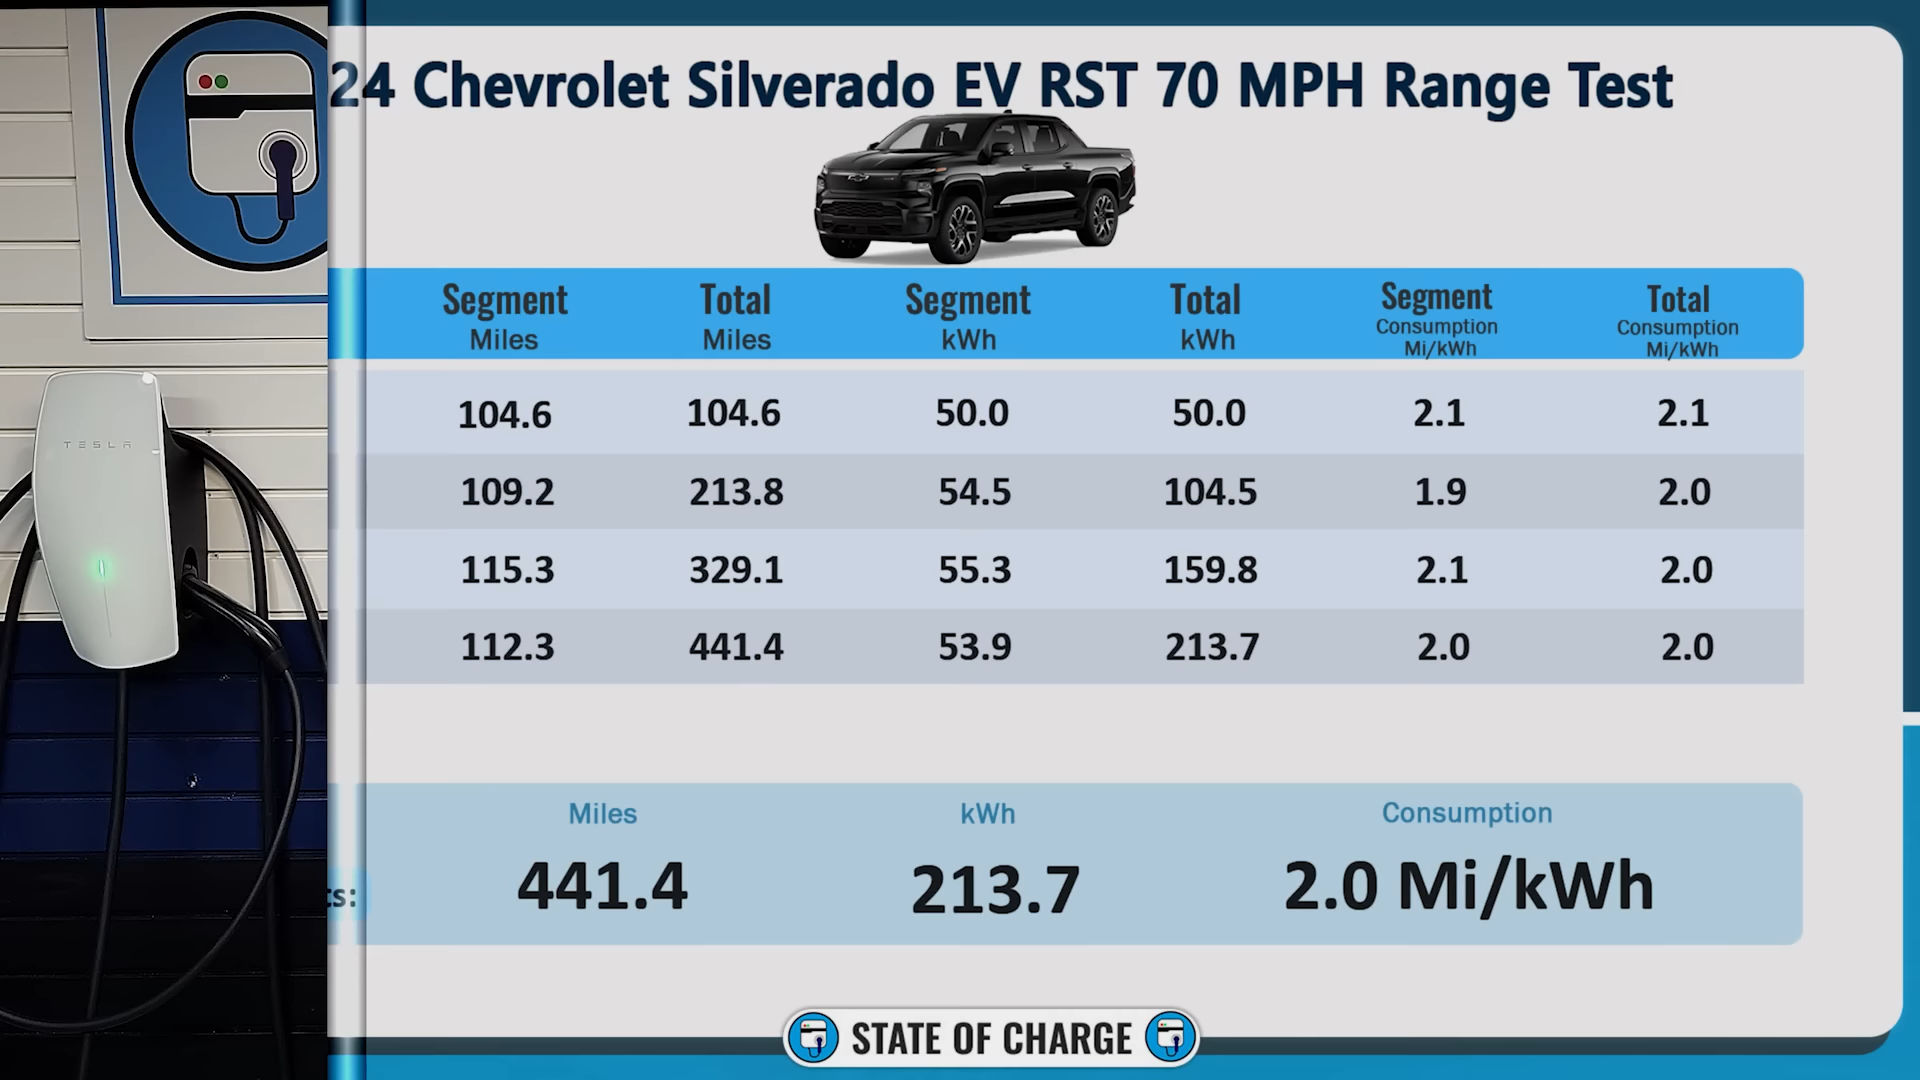 24 Chevrolet Silverado EV RST 70 MPH Range Test
TESLA
Segment Total Segment Total Segment Total
Miles Miles kWh kWh Consumption Consumption
Mi/kWh Mi/kWh
104.6 104.6 50.0 50.0 2.1 2.1
109.2 213.8 54.5 104.5 1.9 2.0
115.3 329.1 55.3 159.8 2.1 2.0
112.3 441.4 53.9 213.7 2.0 2.0
Miles kWh Consumption
ts: 441.4 213.7 2.0 Mi/kWh
STATE OF CHARGE